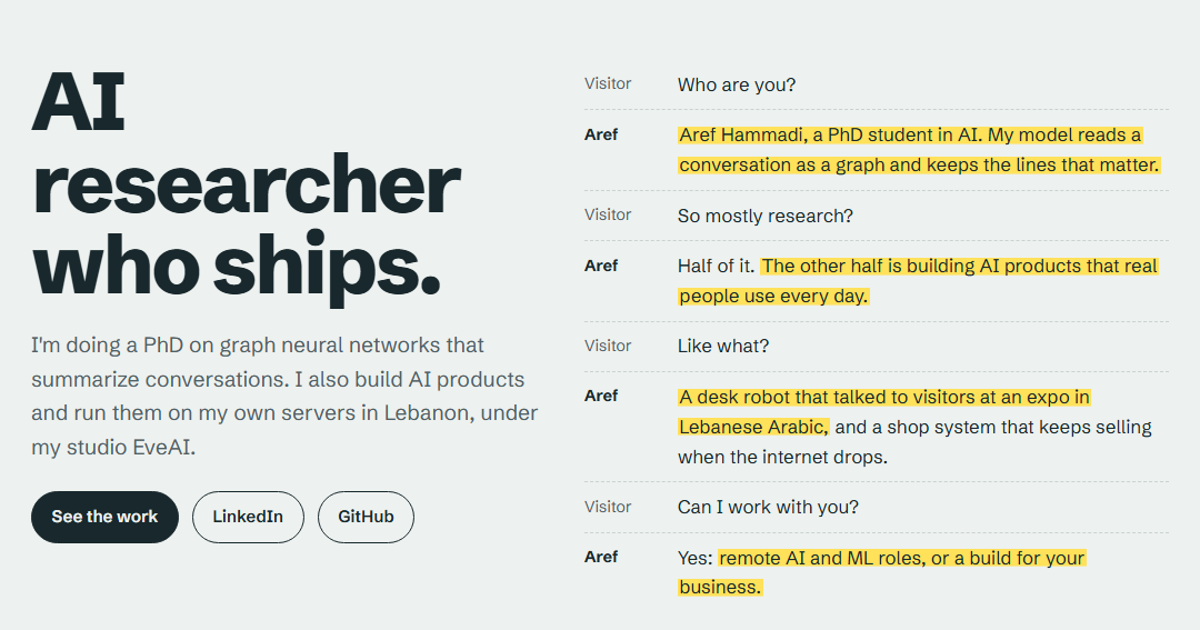 AI
researcher
who ships.
I'm doing a PhD on graph neural networks that
summarize conversations. I also build AI products
and run them on my own servers in Lebanon, under
my studio EveAI.
See the work
LinkedIn
GitHub
Visitor
Who are you?
Aref
Aref Hammadi, a PhD student in AI. My model reads a
conversation as a graph and keeps the lines that matter.
Visitor
So mostly research?
Aref
Half of it. The other half is building AI products that real
people use every day.
Visitor
Like what?
Aref
A desk robot that talked to visitors at an expo in
Lebanese Arabic, and a shop system that keeps selling
when the internet drops.
Visitor
Can I work with you?
Aref
Yes: remote AI and ML roles, or a build for your
business.